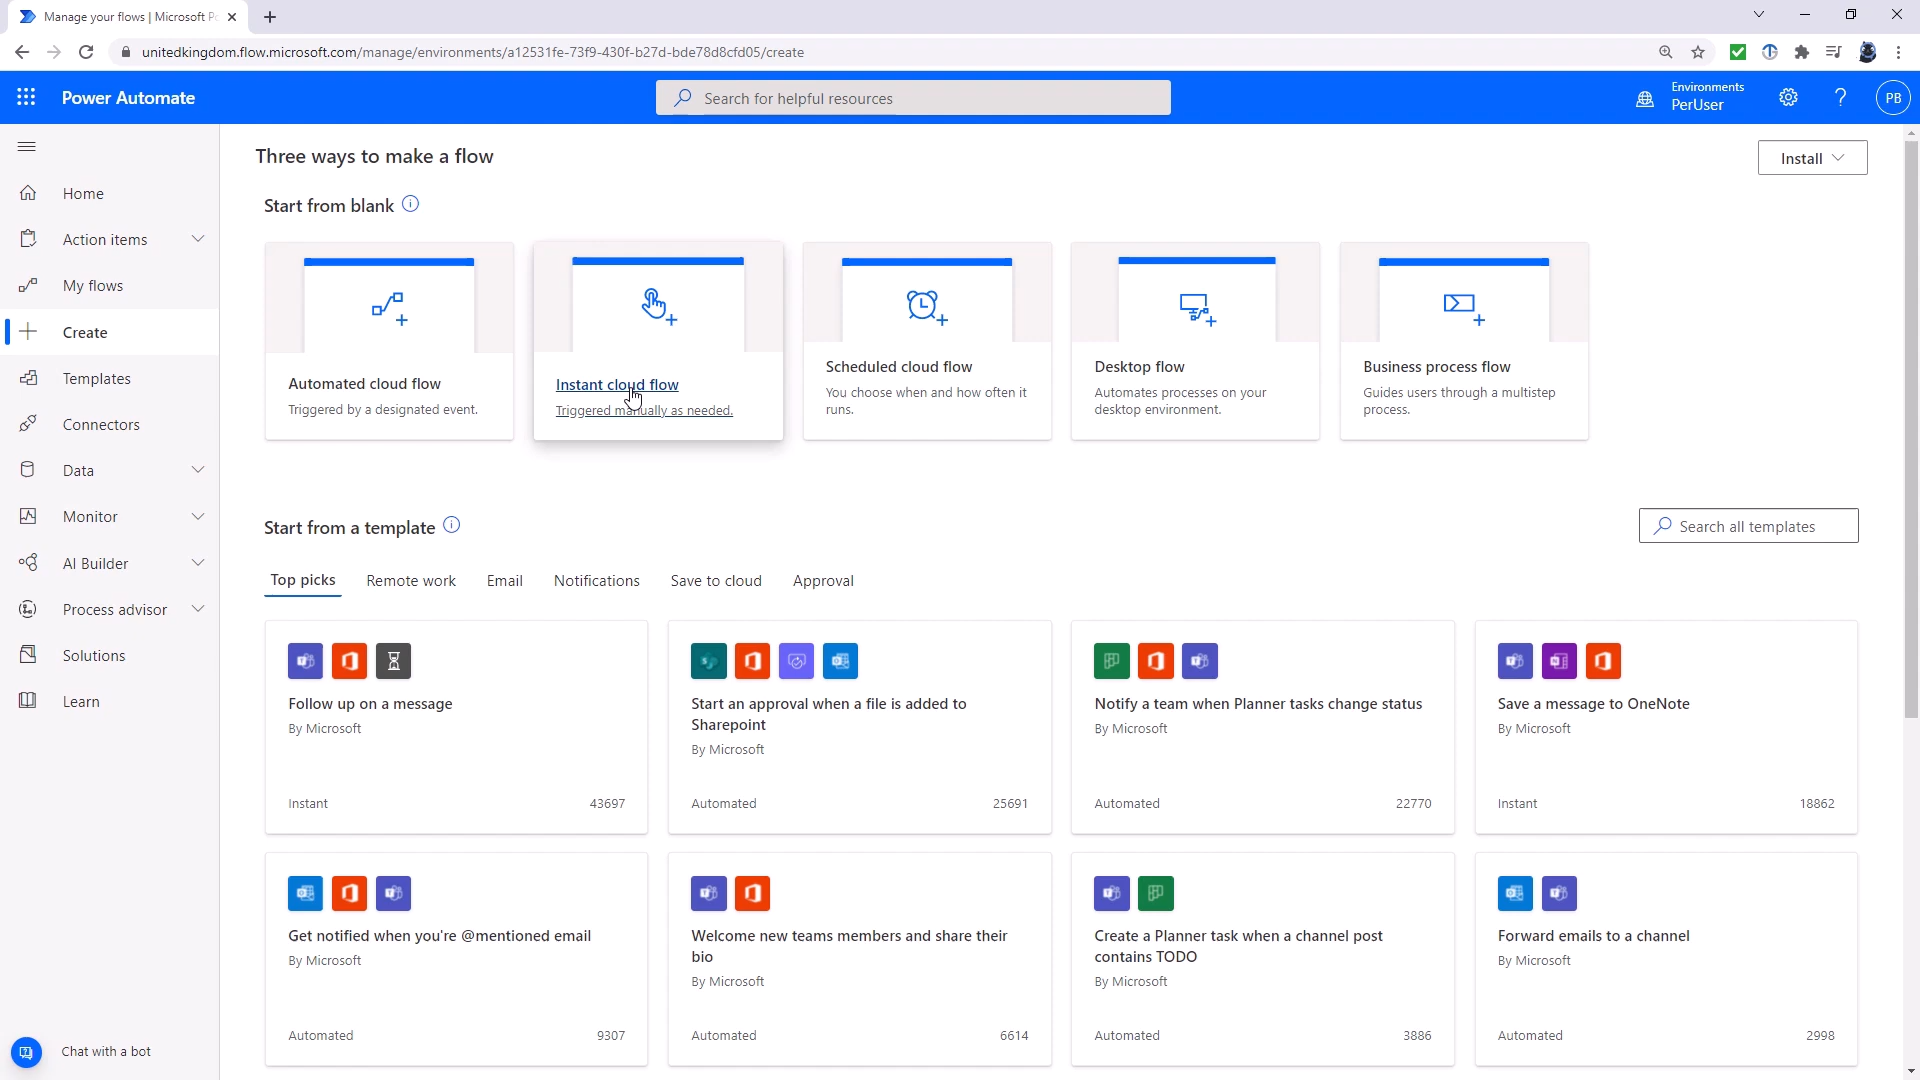 Manage your flows | Microsoft Po
unitedkingdom.flow.microsoft.com/manage/environments/a12531fe-73f9-430f-b27d-bde78d8cfd05/create
Power Automate
Search for helpful resources
Environments
PerUser
PB
Three ways to make a flow
Install
Start from blank
Home
Action items
My flows
Create
Templates
Connectors
Data
Monitor
AI Builder
Process advisor
Solutions
Learn
Chat with a bot
Automated cloud flow
Triggered by a designated event.
Instant cloud flow
Triggered manually as needed.
Scheduled cloud flow
You choose when and how often it
runs.
Desktop flow
Automates processes on your
desktop environment.
Business process flow
Guides users through a multistep
process.
Start from a template
Search all templates
Top picks
Remote work
Email
Notifications
Save to cloud
Approval
Follow up on a message
By Microsoft
Instant
43697
Start an approval when a file is added to
Sharepoint
By Microsoft
Automated
25691
Notify a team when Planner tasks change status
By Microsoft
Automated
22770
Save a message to OneNote
By Microsoft
Instant
18862
Get notified when you're @mentioned email
By Microsoft
Automated
9307
Welcome new teams members and share their
bio
By Microsoft
Automated
6614
Create a Planner task when a channel post
contains TODO
By Microsoft
Automated
3886
Forward emails to a channel
By Microsoft
Automated
2998